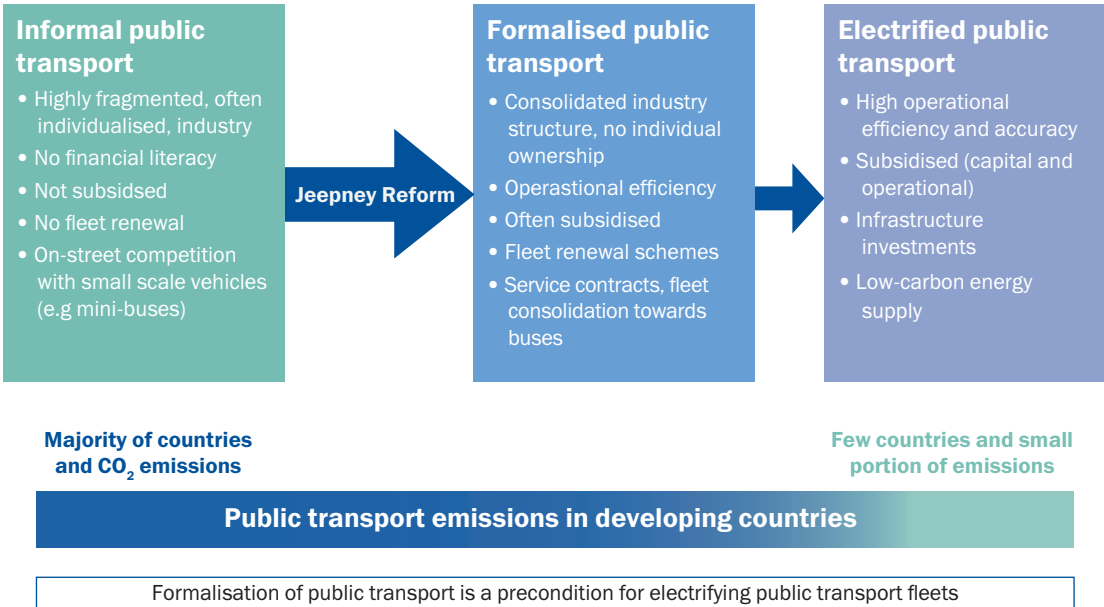 Informal public
transport
• Highly fragmented, often
individualised, industry
• No financial literacy
• Not subsidsed
• No fleet renewal
• On-street competition
with small scale vehicles
(e.g mini-buses)
Jeepney Reform
Formalised public
transport
• Consolidated industry
structure, no individual
ownership
• Operastional efficiency
• Often subsidised
• Fleet renewal schemes
• Service contracts, fleet
consolidation towards
buses
Electrified public
transport
• High operational
efficiency and accuracy
• Subsidised (capital and
operational)
• Infrastructure
investments
• Low-carbon energy
supply
Majority of countries
and CO₂ emissions
Few countries and small
portion of emissions
Public transport emissions in developing countries
Formalisation of public transport is a precondition for electrifying public transport fleets